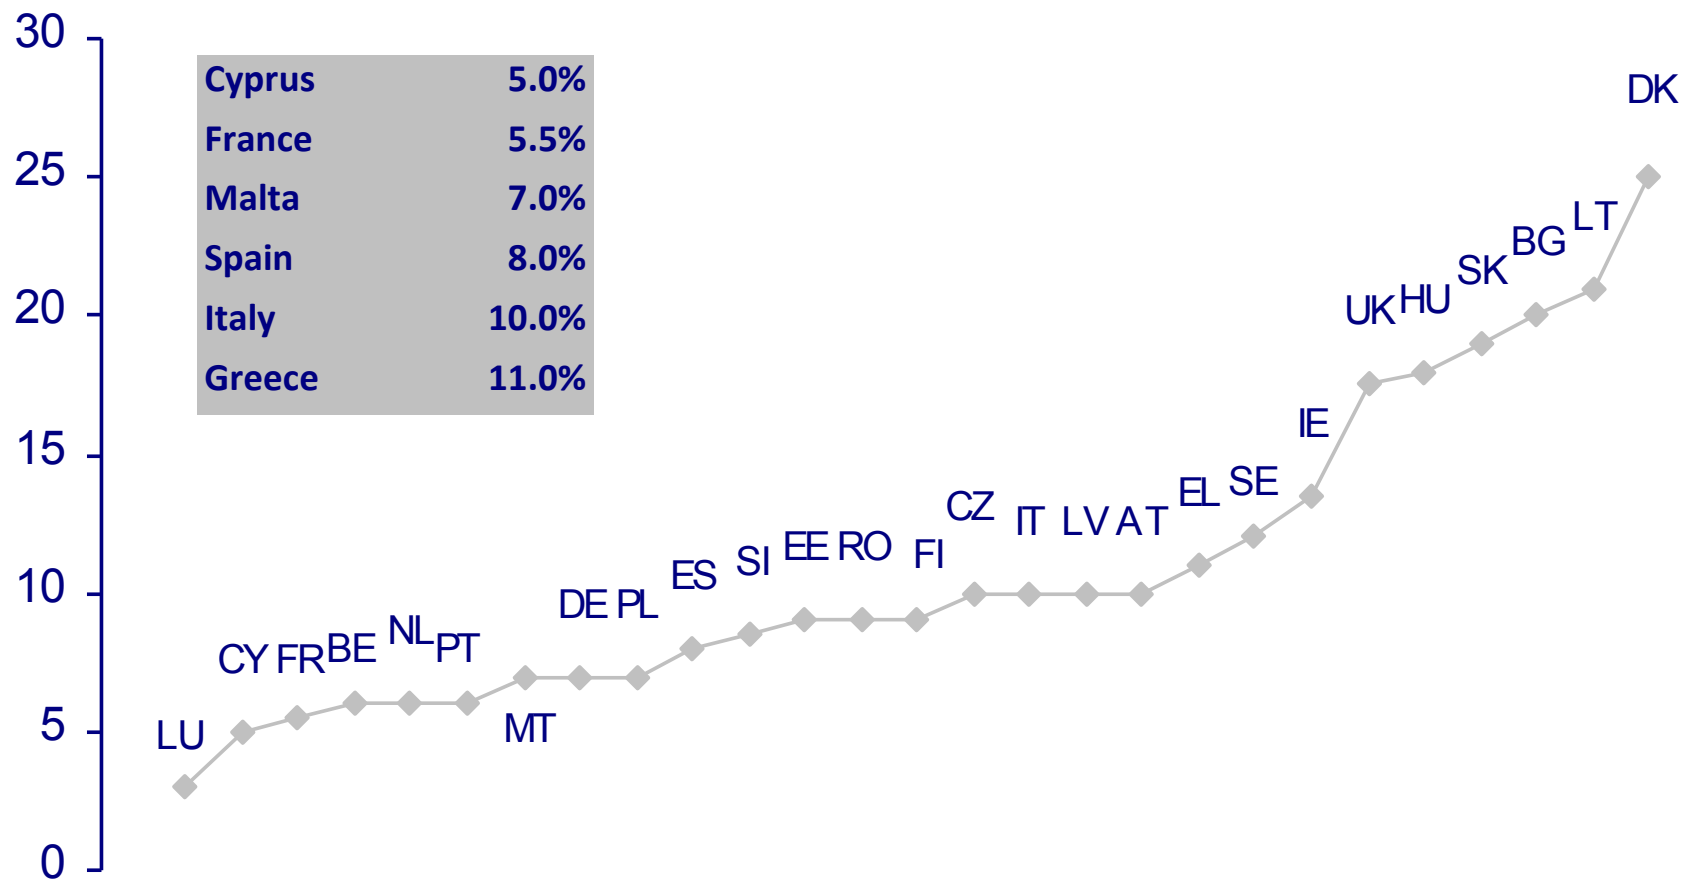 30
25
20
15
10
5
0
Cyprus 5.0%
France 5.5%
Malta 7.0%
Spain 8.0%
Italy 10.0%
Greece 11.0%
LU
CY
FR
BE
NL
PT
MT
DE
PL
ES
SI
EE
RO
FI
CZ
IT
LV
AT
EL
SE
IE
UK
HU
SK
BG
LT
DK